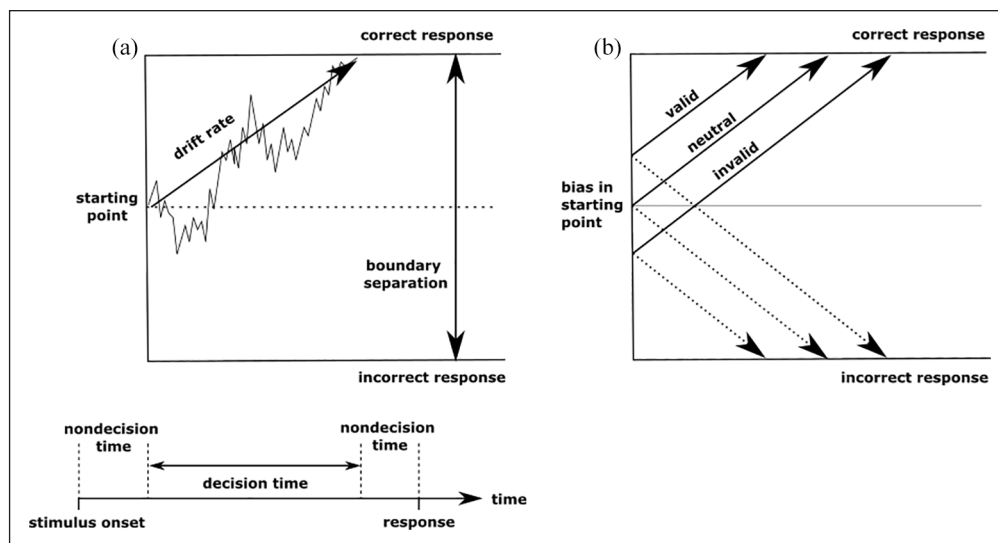 (a)
correct response
drift rate
starting
point
boundary
separation
incorrect response
nondecision
time
nondecision
time
decision time
time
stimulus onset
response
(b)
correct response
valid
neutral
invalid
bias in
starting
point
incorrect response